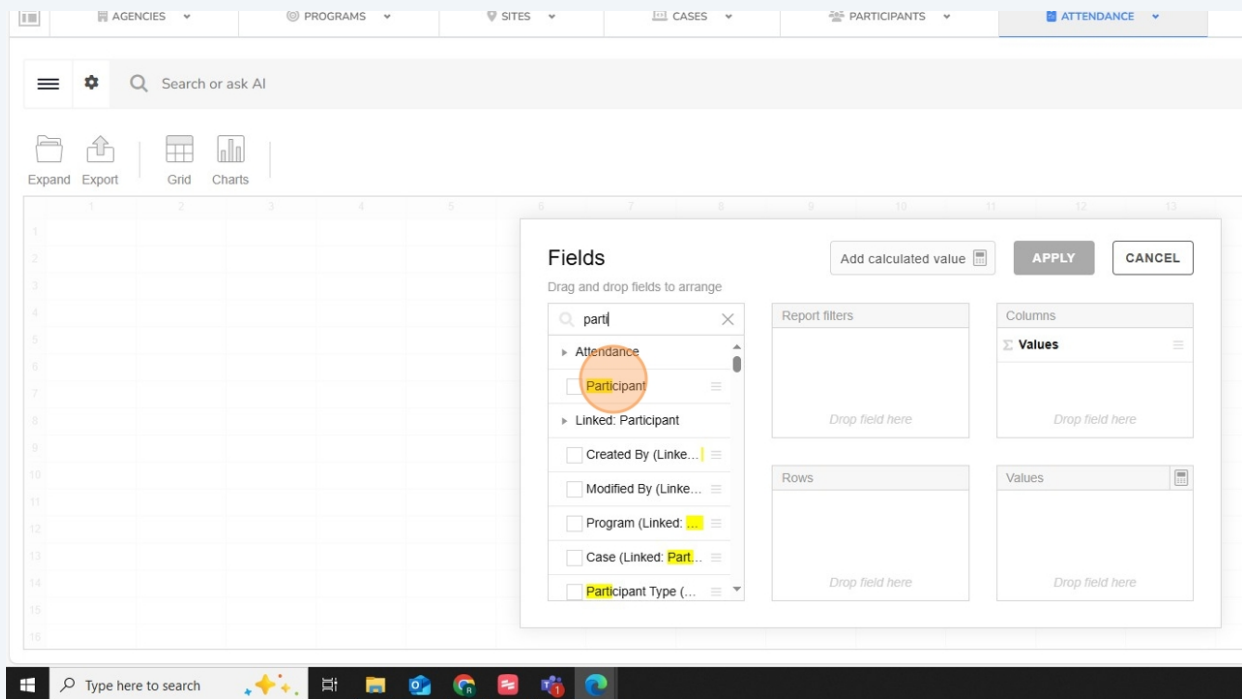 AGENCIES PROGRAMS SITES CASES PARTICIPANTS ATTENDANCE
Search or ask AI
Expand Export Grid Charts
1 2 3 4 5 6 7 8 9 10 11 12 13
1
2
3
4
5
6
7
8
9
10
11
12
13
14
15
16
Fields
Add calculated value
APPLY
CANCEL
Drag and drop fields to arrange
parti
Attendance
Participant
Linked: Participant
Created By (Linke...
Modified By (Linke...
Program (Linked: ...
Case (Linked: Part...
Participant Type (...
Report filters
Drop field here
Columns
Σ Values
Drop field here
Rows
Drop field here
Values
Drop field here
Type here to search